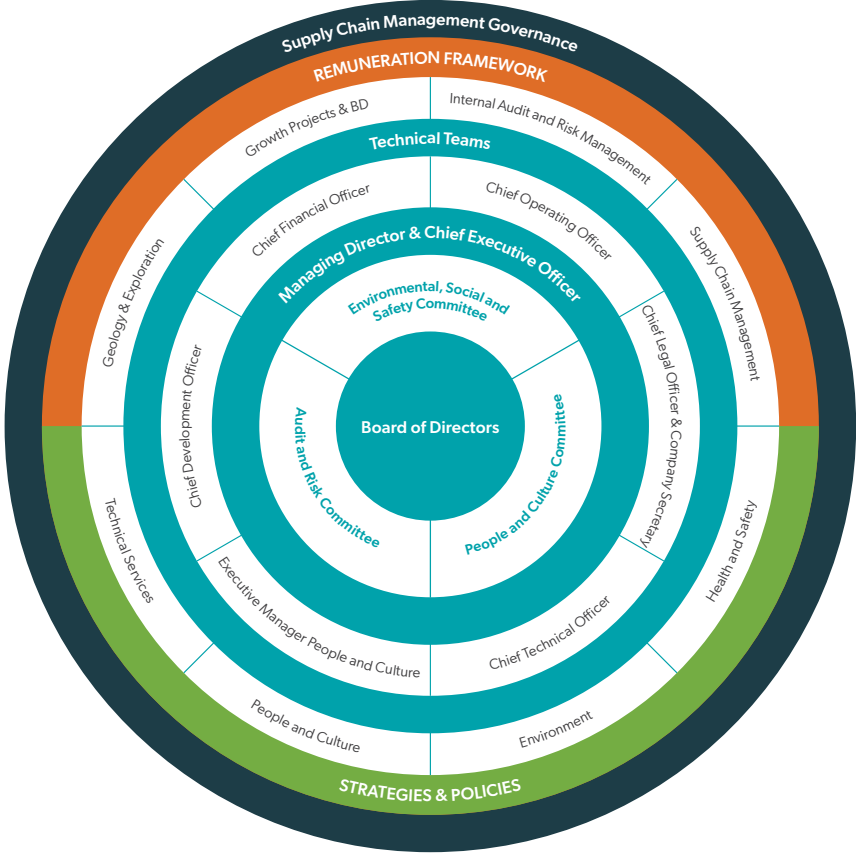 Supply Chain Management Governance
REMUNERATION FRAMEWORK
Growth Projects & BD
Internal Audit and Risk Management
Technical Teams
Chief Financial Officer
Chief Operating Officer
Geology & Exploration
Supply Chain Management
Managing Director & Chief Executive Officer
Environmental, Social and
Safety Committee
Chief Development Officer
Chief Legal Officer & Company Secretary
Board of Directors
Audit and Risk Committee
People and Culture Committee
Technical Services
Health and Safety
Executive Manager People and Culture
Chief Technical Officer
People and Culture
Environment
STRATEGIES & POLICIES